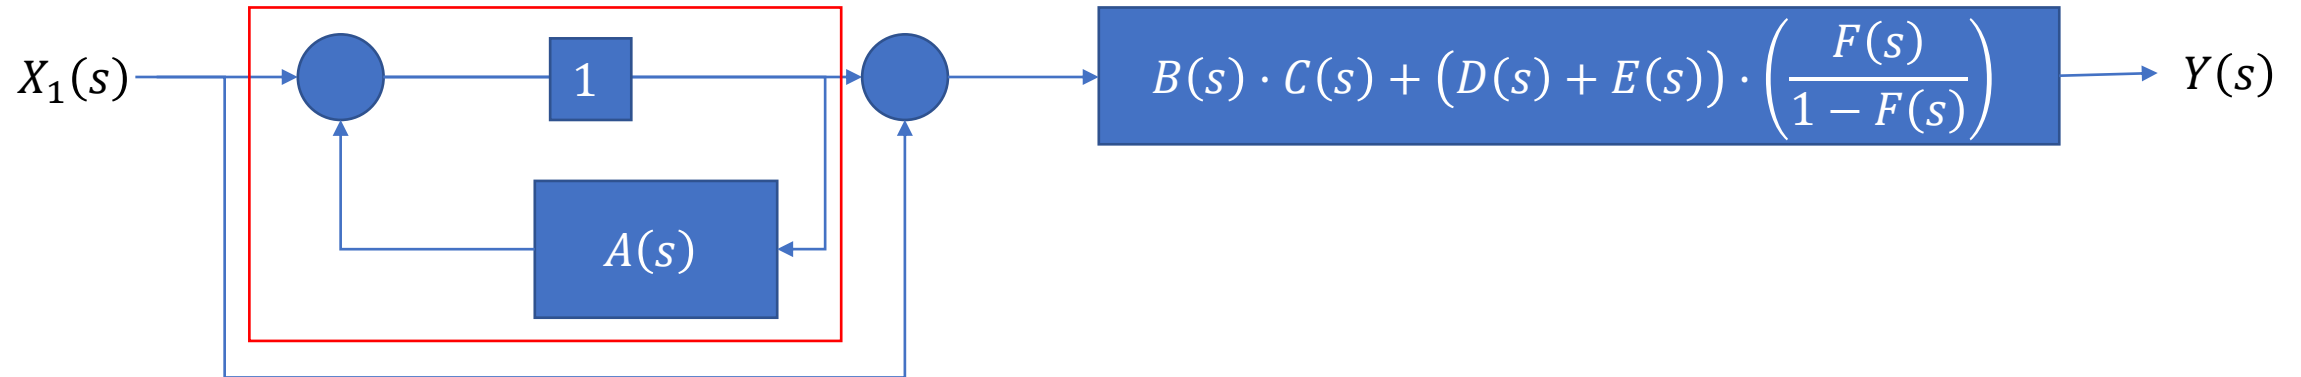 X₁(s)
1
A(s)
B(s) · C(s) + (D(s) + E(s)) · (F(s) / 1 − F(s))
Y(s)